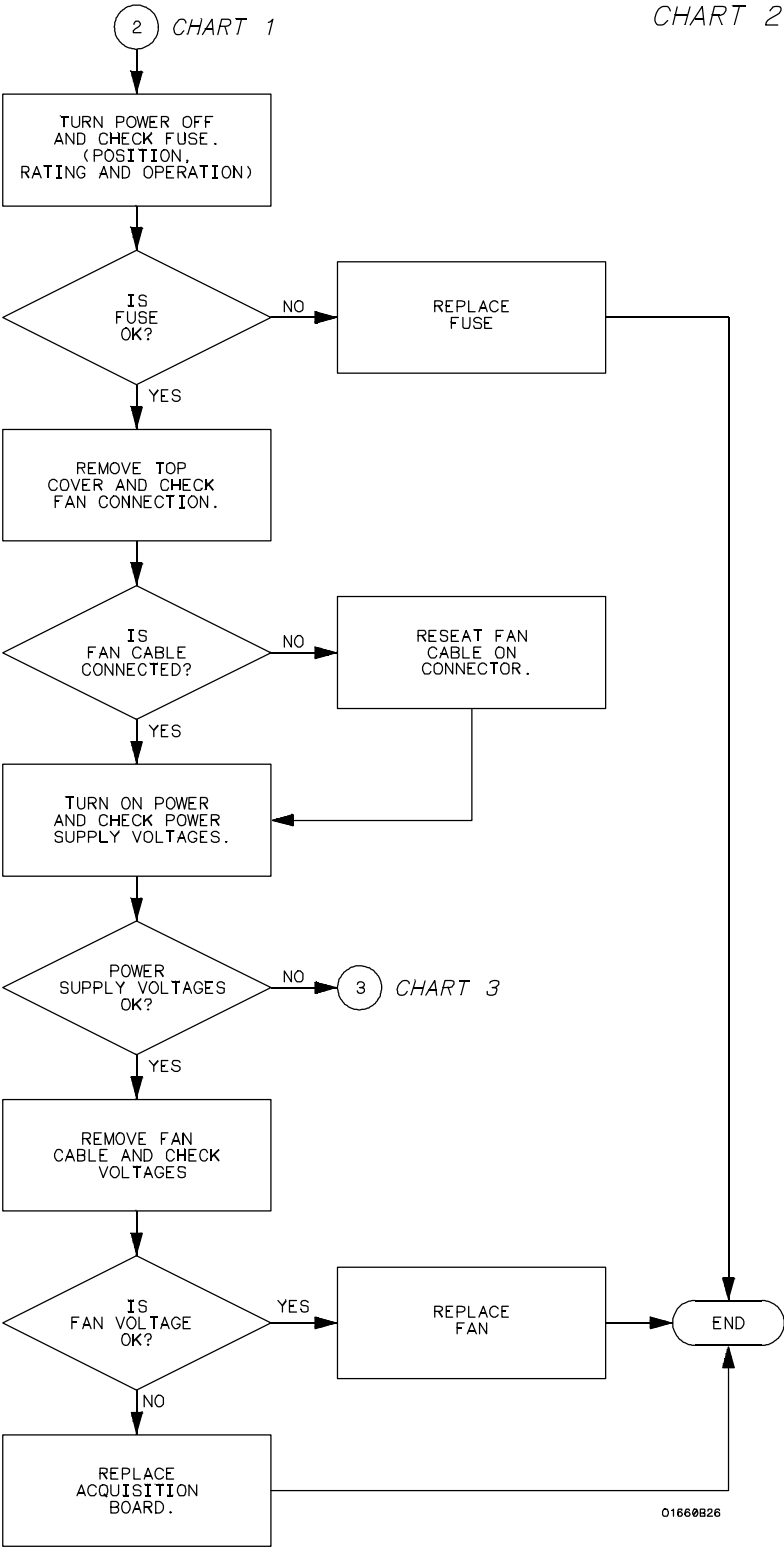 2 CHART 1
CHART 2
TURN POWER OFF
AND CHECK FUSE.
(POSITION,
RATING AND OPERATION)
IS
FUSE
OK?
NO
REPLACE
FUSE
YES
REMOVE TOP
COVER AND CHECK
FAN CONNECTION.
IS
FAN CABLE
CONNECTED?
NO
RESEAT FAN
CABLE ON
CONNECTOR.
YES
TURN ON POWER
AND CHECK POWER
SUPPLY VOLTAGES.
POWER
SUPPLY VOLTAGES
OK?
NO
3 CHART 3
YES
REMOVE FAN
CABLE AND CHECK
VOLTAGES
IS
FAN VOLTAGE
OK?
YES
REPLACE
FAN
END
NO
REPLACE
ACQUISITION
BOARD.
01660B26